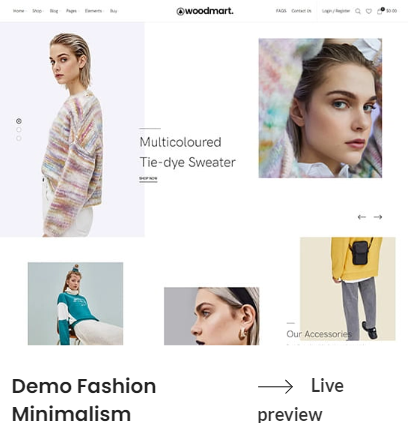 Home Shop Blog Pages Elements Buy
woodmart.
FAQS Contact Us Login / Register $0.00
Multicoloured
Tie-dye Sweater
SHOP NOW
Our Accessories
Demo Fashion
Minimalism
Live
preview